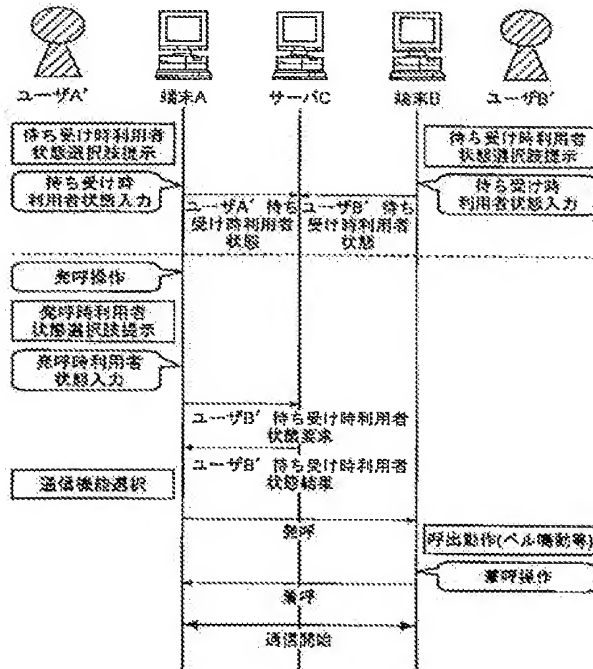 ユーザA'
端末A
サーバC
端末B
ユーザB'
待ち受け時利用者
状態選択肢提示
待ち受け時利用者
状態選択肢提示
待ち受け時
利用者状態入力
待ち受け時
利用者状態入力
ユーザA' 待ち
受け時利用者
状態
ユーザB' 待ち
受け時利用者
状態
発呼操作
発呼時利用者
状態選択肢提示
発呼時利用者
状態入力
ユーザB' 待ち受け時利用者
状態要求
ユーザB' 待ち受け時利用者
状態結果
通信機能選択
発呼
呼出動作(ベル鳴動等)
着呼操作
着呼
通信開始